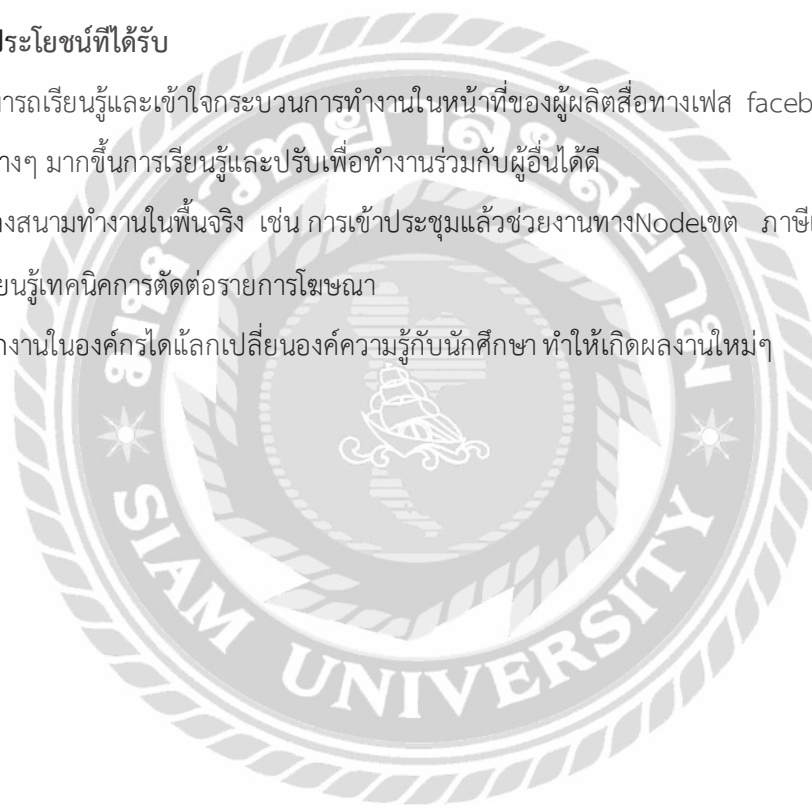 ประโยชน์ที่ได้รับ
ารถเรียนรู้และเข้าใจกระบวนการทำงานในหน้าที่ของผู้ผลิตสื่อทางเฟส faceb
างๆ มากขึ้นการเรียนรู้และปรับเพื่อทำงานร่วมกับผู้อื่นได้ดี
งสนามทำงานในพื้นจริง เช่น การเข้าประชุมแล้วช่วยงานทางNodeเขต ภาษี
ยนรู้เทคนิคการตัดต่อรายการโฆษณา
งานในองค์กรได้แลกเปลี่ยนองค์ความรู้กับนักศึกษา ทำให้เกิดผลงานใหม่ๆ
มหาวิทยาลัยสยาม
SIAM UNIVERSITY